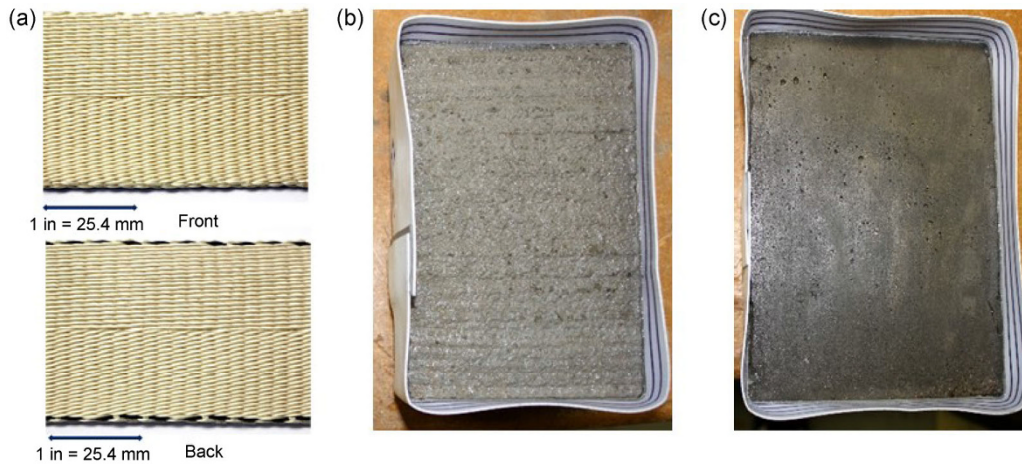 (a)
1 in = 25.4 mm
Front
1 in = 25.4 mm
Back
(b)
(c)